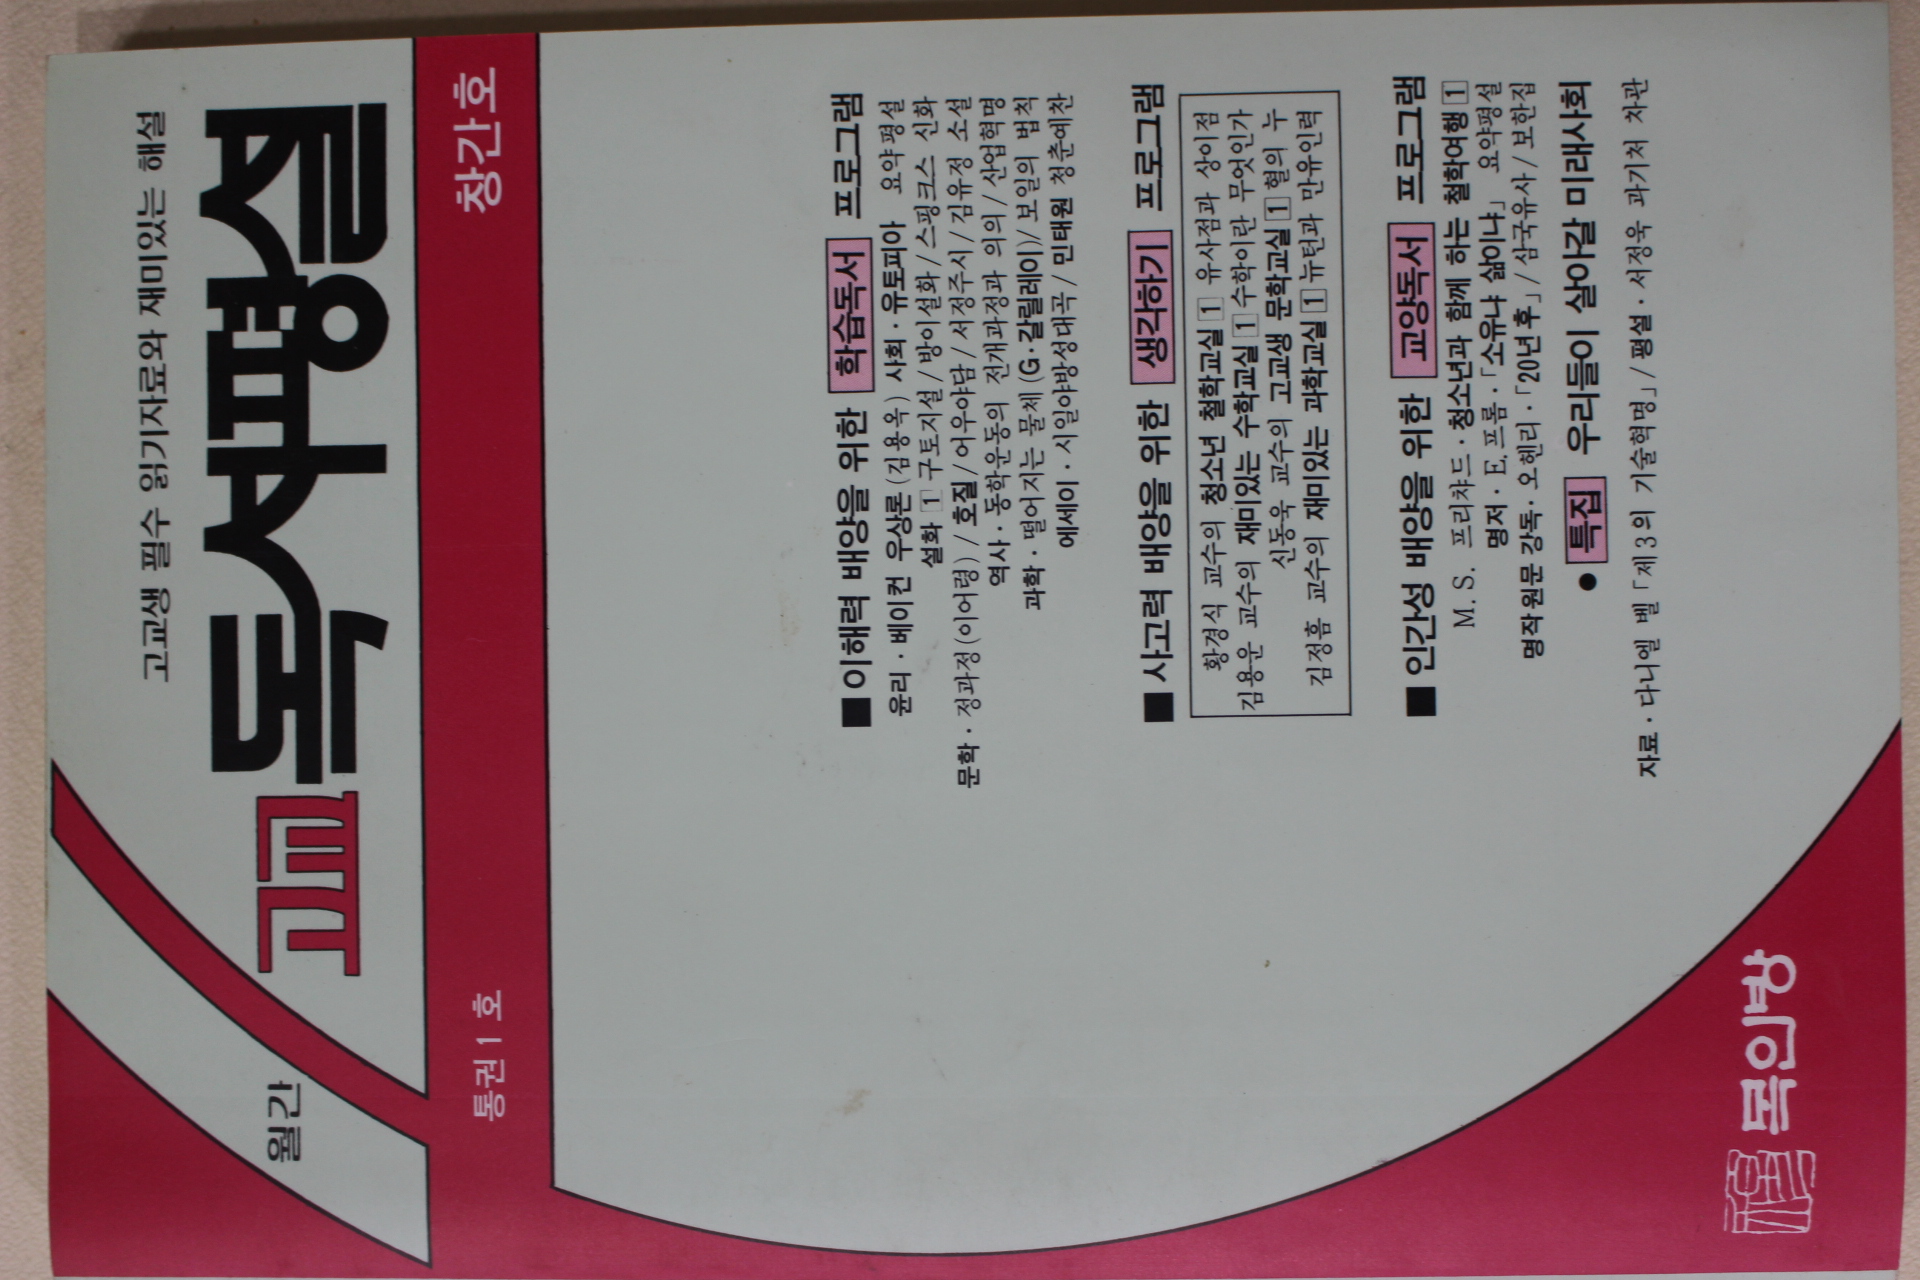 고교생 필수 읽기자료와 재미있는 해설
월간
고교 독서평설
통권 1 호
창간호
■ 이해력 배양을 위한 학습독서 프로그램
윤리 · 베이컨 우상론 (김용옥) 사회 · 유토피아 요약평설
설화 1 구토지설 / 방이설화 / 스핑크스 신화
문학 · 정과정 (이어령) / 호질 / 어우야담 / 서정주시 / 김유정 소설
역사 · 동학운동의 전개과정과 의의 / 산업혁명
과학 · 떨어지는 물체 (G·갈릴레이) / 보일의 법칙
에세이 · 시일야방성대곡 / 민태원 청춘예찬
■ 사고력 배양을 위한 생각하기 프로그램
황경식 교수의 청소년 철학교실 1 유사점과 상이점
김용운 교수의 재미있는 수학교실 1 수학이란 무엇인가
신동욱 교수의 고교생 문학교실 1 혈의 누
김정흠 교수의 재미있는 과학교실 1 뉴턴과 만유인력
■ 인간성 배양을 위한 교양독서 프로그램
M. S. 프리챠드 · 청소년과 함께 하는 철학여행 1
명저 · E. 프롬 · 「소유냐 삶이냐」 요약평설
명작 원문 강독 · 오 헨리 · 「20년 후」 / 삼국유사 / 보한집
● 특집 우리들이 살아갈 미래사회
자료 · 다니엘 벨 「제 3의 기술혁명」 / 평설 · 서정욱 과기처 차관
목인방